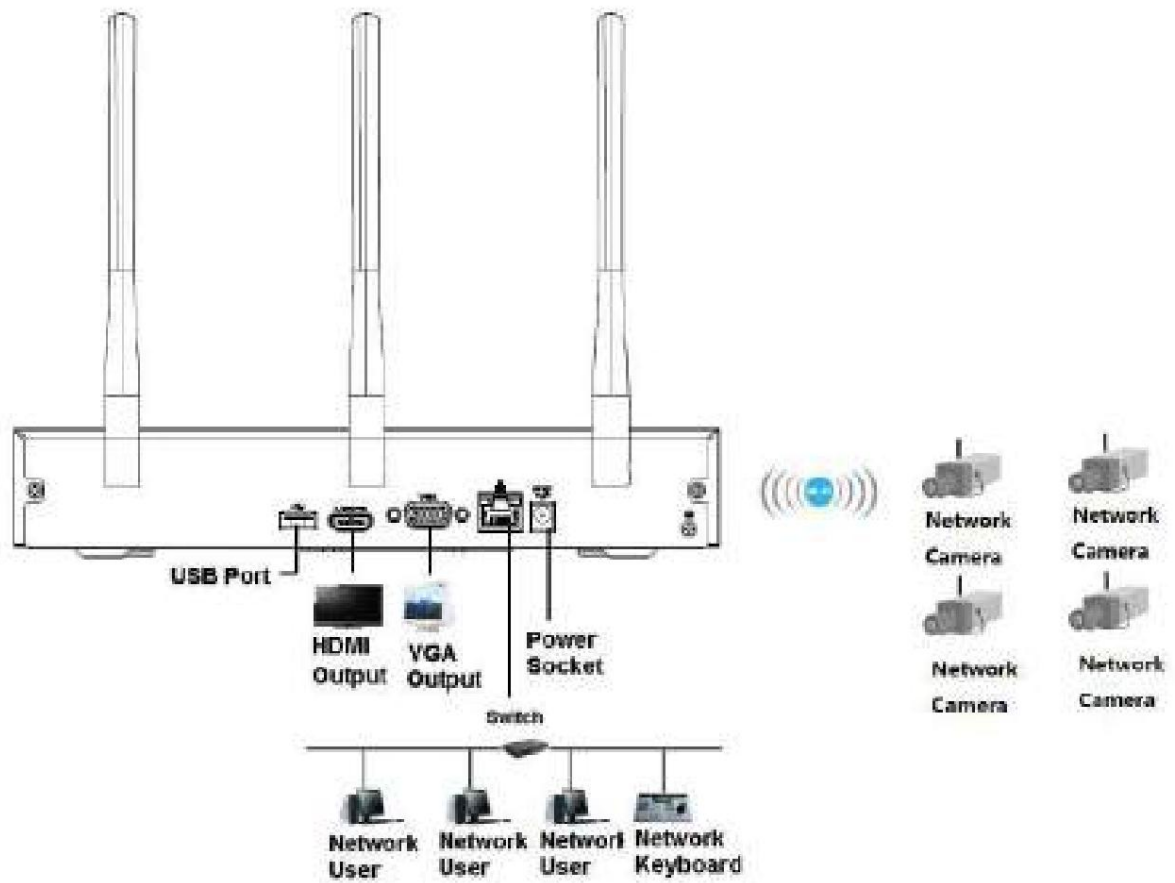 USB Port
HDMI
Output
VGA
Output
Power
Socket
Switch
Network
User
Network
User
Network
User
Network
Keyboard
Network
Camera
Network
Camera
Network
Camera
Network
Camera